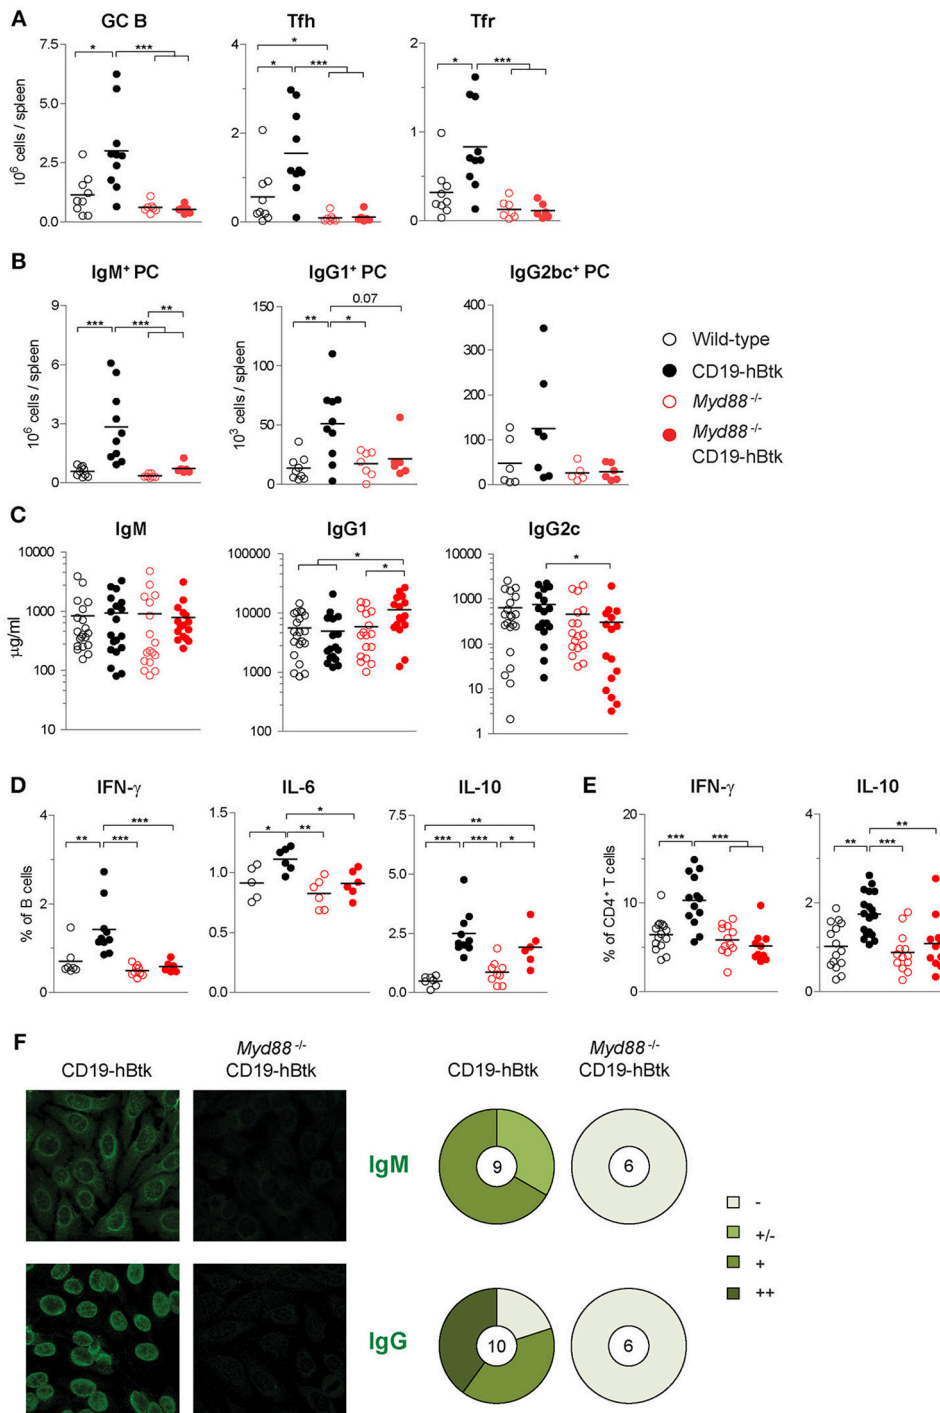 A
GC B
Tfh
Tfr
10⁶ cells / spleen
7.5
5.0
2.5
0
* ***
4
2
0
*
* ***
2
1
0
* ***
B
IgM⁺ PC
IgG1⁺ PC
IgG2bc⁺ PC
10⁶ cells / spleen
9
6
3
0
**
*** ***
10³ cells / spleen
150
100
50
0
0.07
** *
400
300
200
100
0
Wild-type
CD19-hBtk
Myd88⁻/⁻
Myd88⁻/⁻
CD19-hBtk
C
IgM
IgG1
IgG2c
µg/ml
10000
1000
100
10
100000
10000
1000
100
*
*
10000
1000
100
10
1
*
D
IFN-γ
IL-6
IL-10
% of B cells
4
2
0
***
** ***
1.5
1.0
0.5
0.0
*
* **
7.5
5.0
2.5
0
**
*** *** *
E
IFN-γ
IL-10
% of CD4⁺ T cells
20
10
0
*** ***
4
2
0
**
** ***
F
CD19-hBtk
Myd88 -/-
CD19-hBtk
CD19-hBtk
Myd88 -/-
CD19-hBtk
IgM
9
6
IgG
10
6
-
+/-
+
++